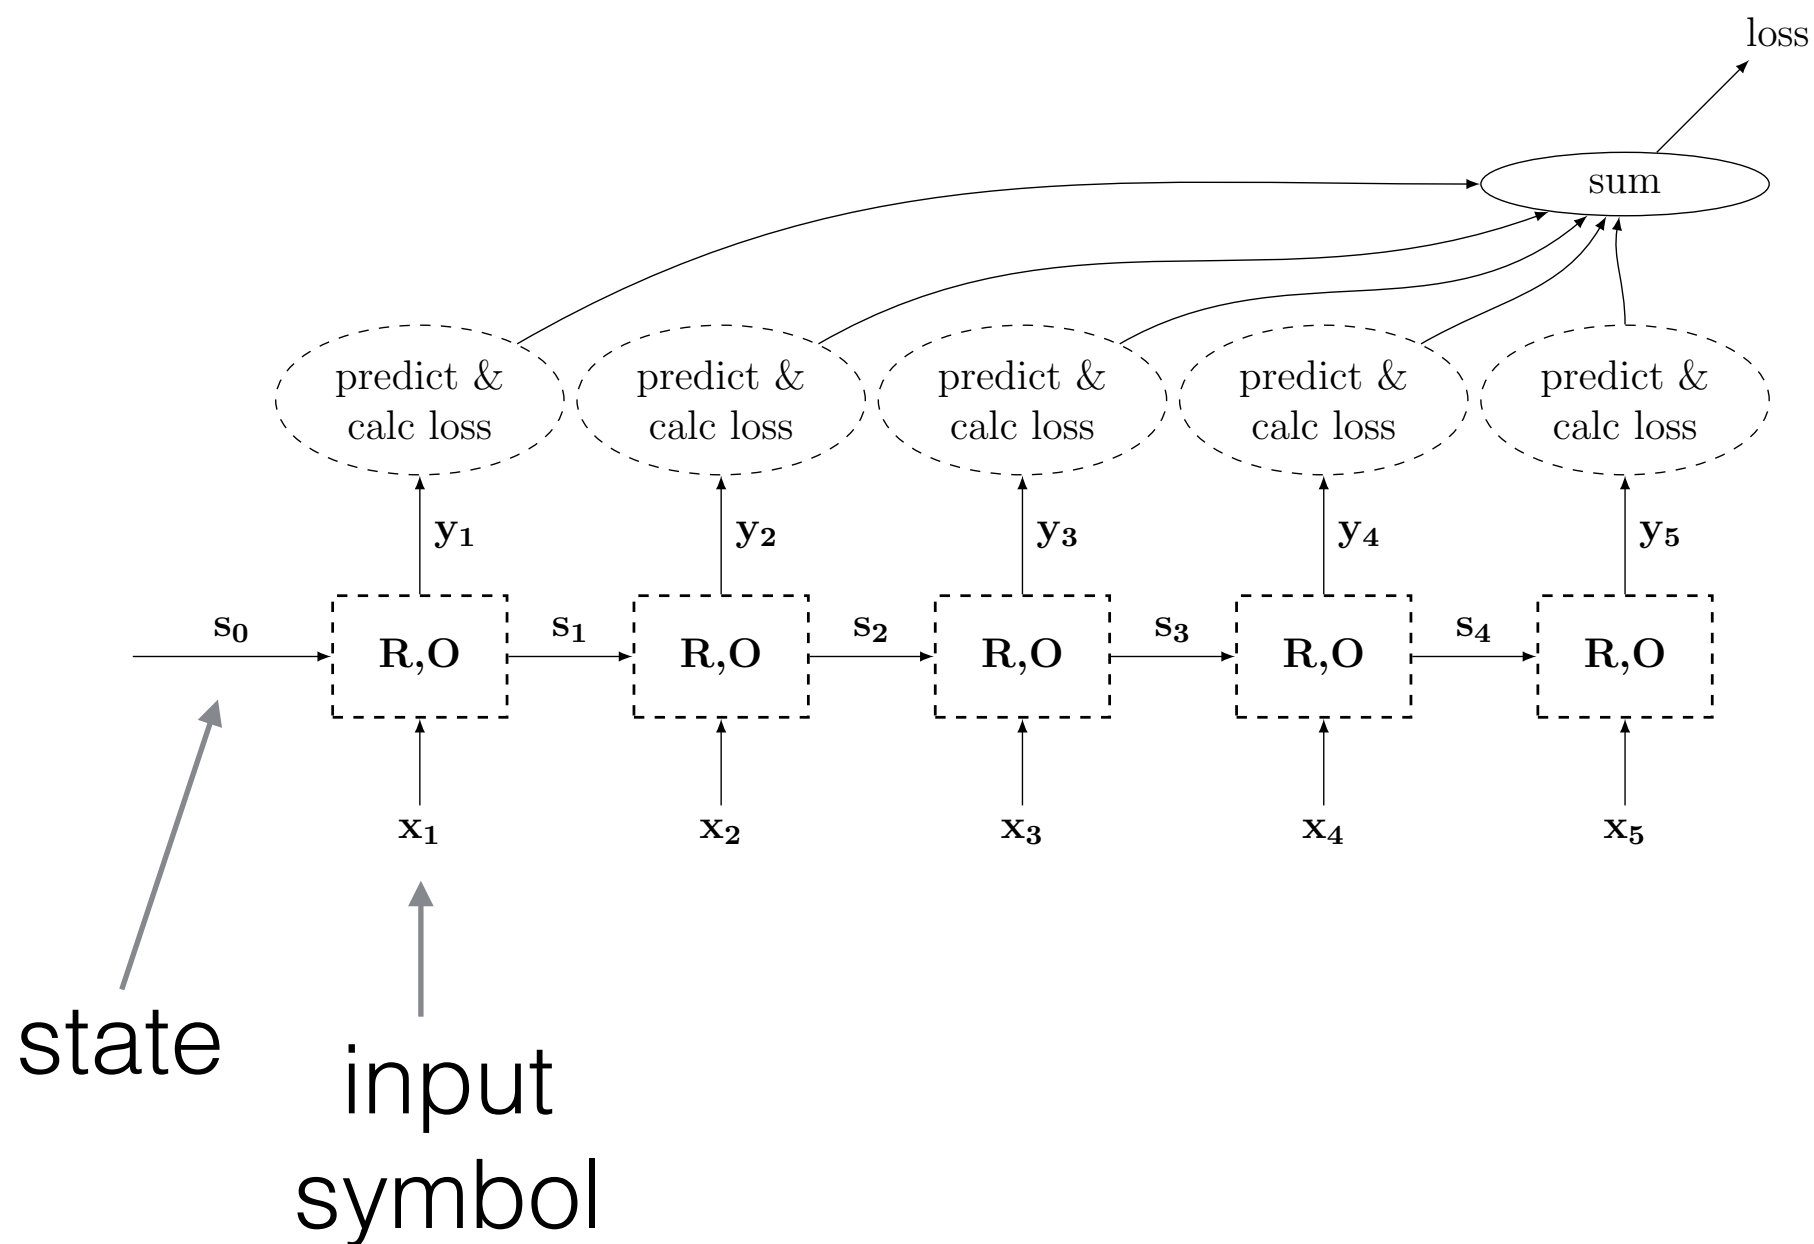 loss
sum
predict & predict & predict & predict & predict &
calc loss calc loss calc loss calc loss calc loss
y₁ y₂ y₃ y₄ y₅
s₀ s₁ s₂ s₃ s₄
R,O R,O R,O R,O R,O
x₁ x₂ x₃ x₄ x₅
state
input
symbol